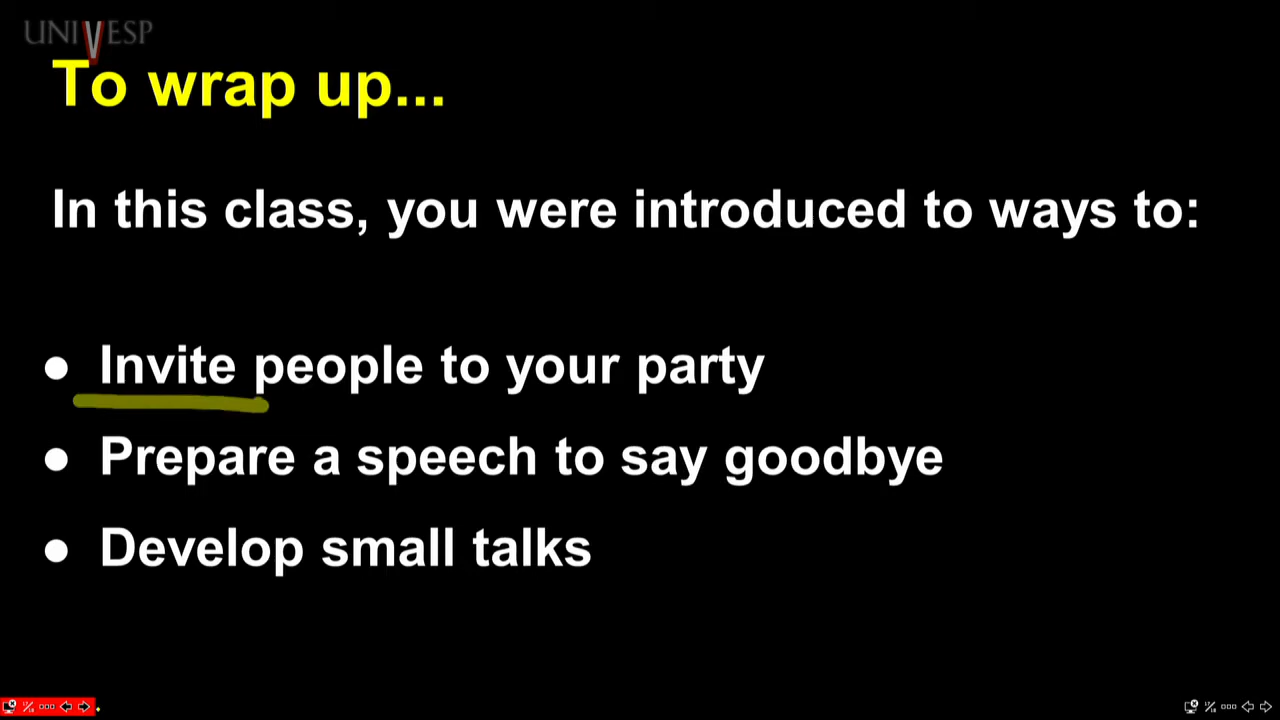 UNIVESP
To wrap up...
In this class, you were introduced to ways to:
● Invite people to your party
● Prepare a speech to say goodbye
● Develop small talks